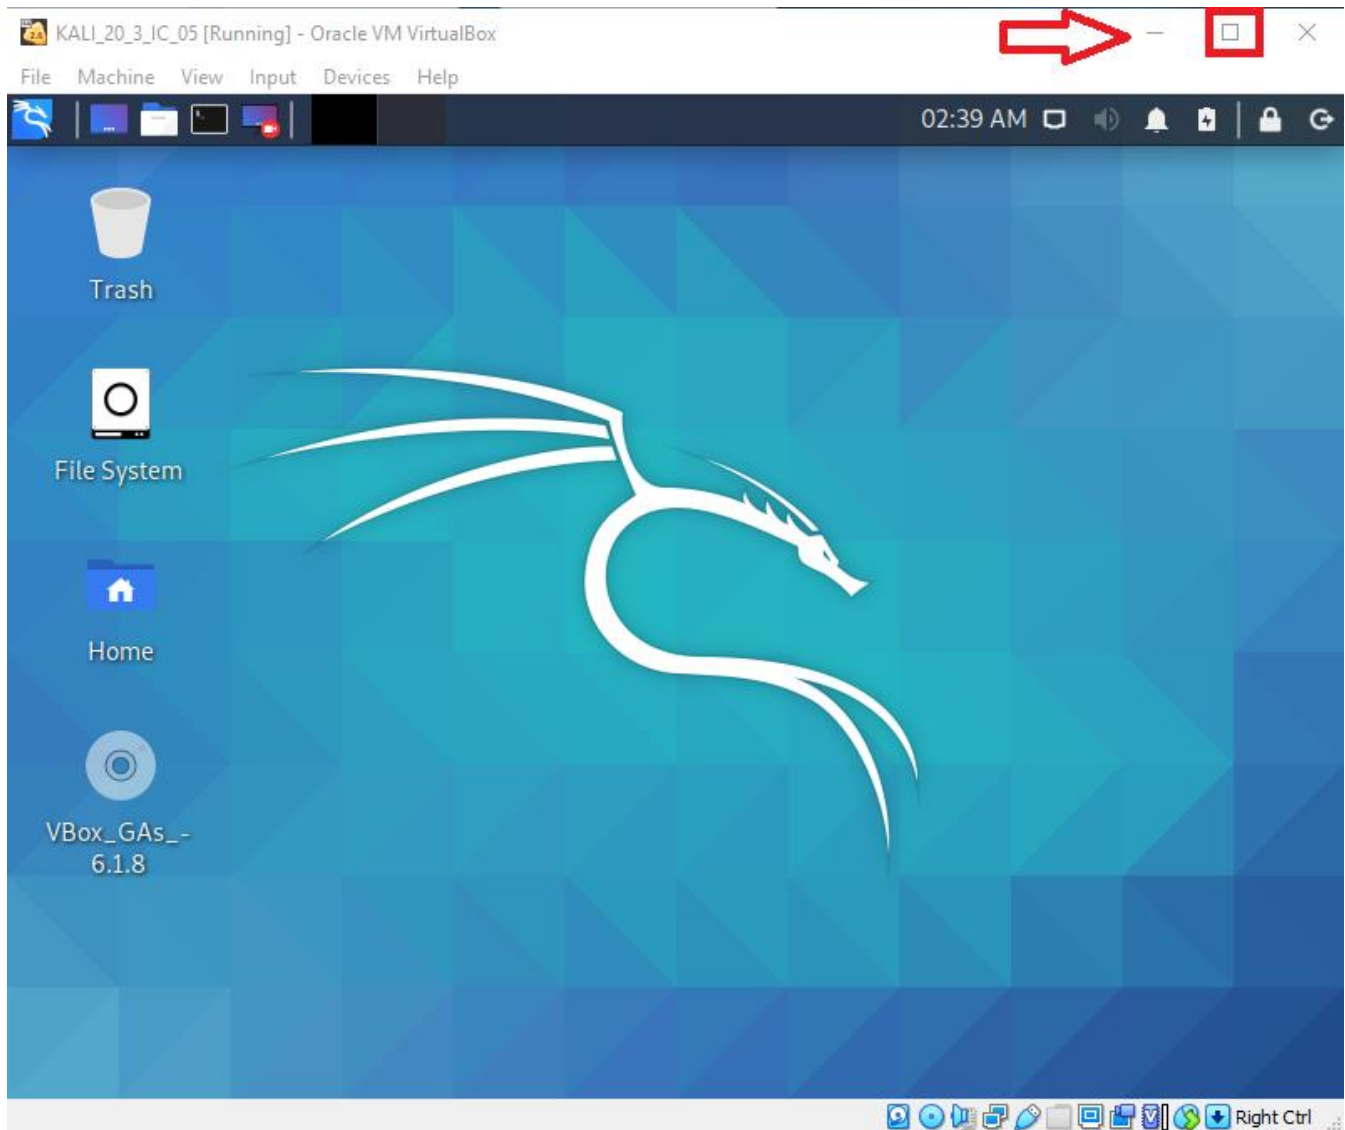 KALI_20_3_IC_05 [Running] - Oracle VM VirtualBox
File Machine View Input Devices Help
02:39 AM
Trash
File System
Home
VBox_GAs_-
6.1.8
Right Ctrl